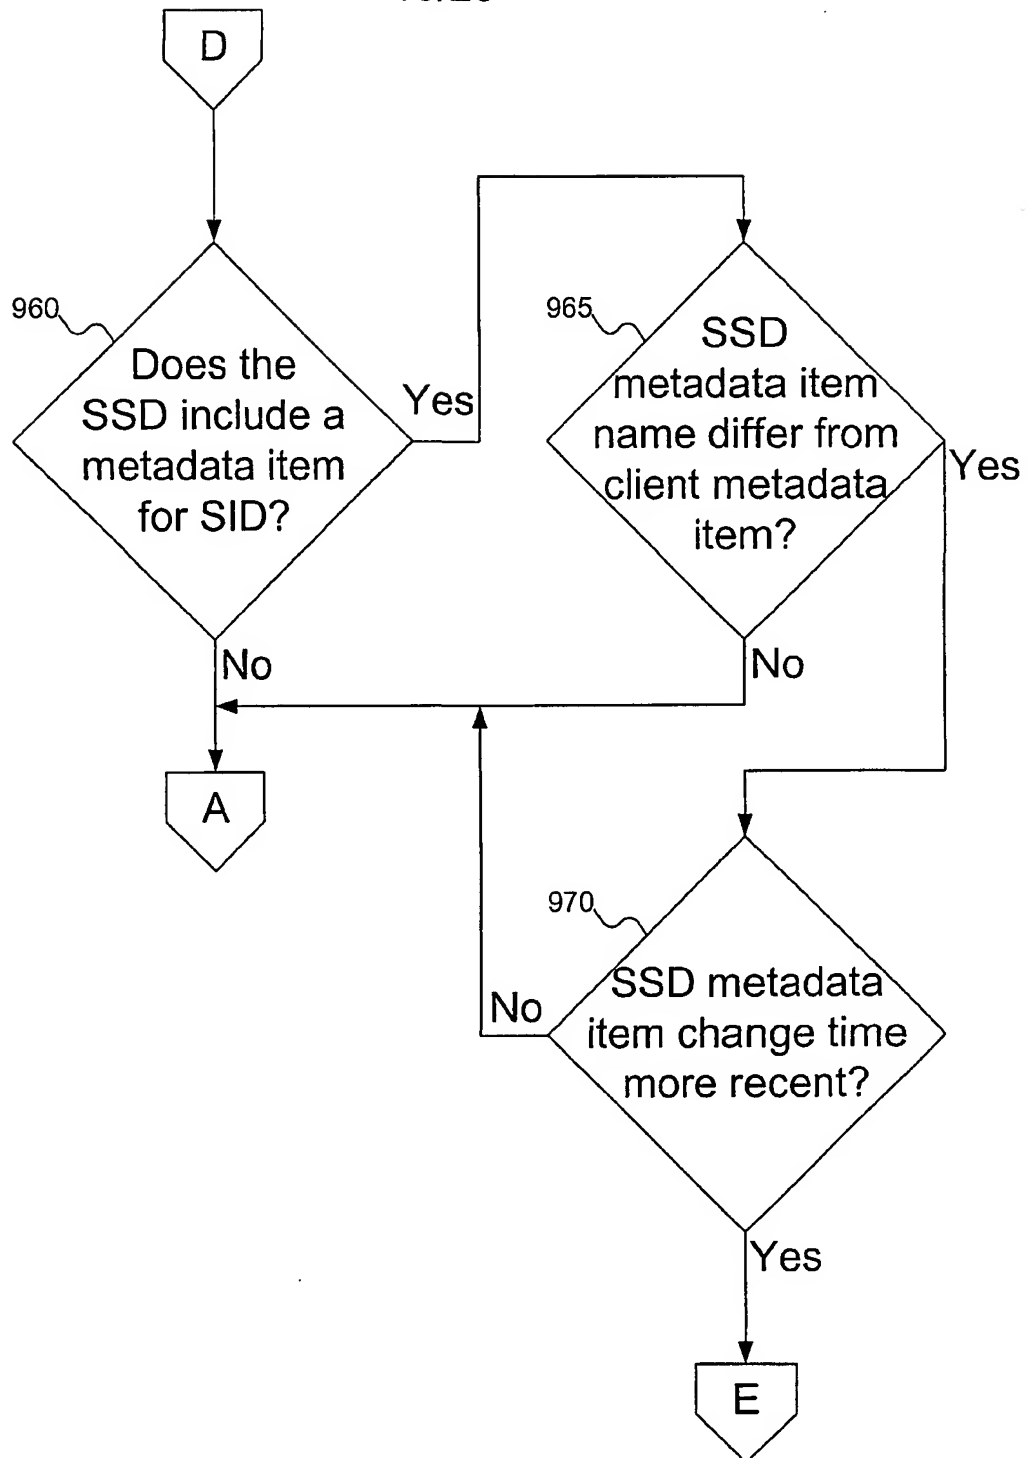 D
960
Does the
SSD include a
metadata item
for SID?
Yes
No
965
SSD
metadata item
name differ from
client metadata
item?
Yes
No
A
970
SSD metadata
item change time
more recent?
No
Yes
E